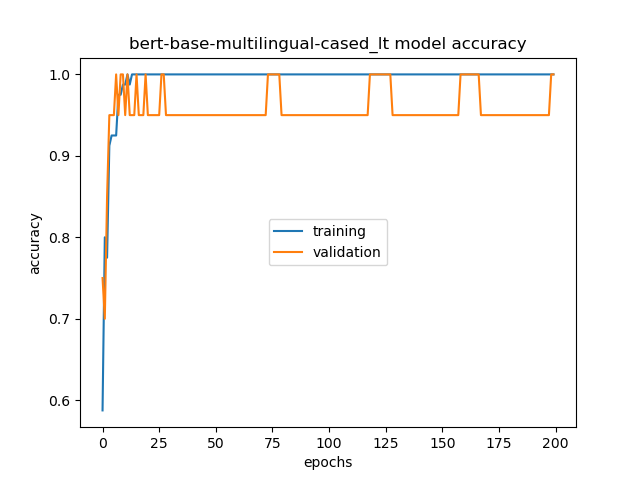 bert-base-multilingual-cased_lt model accuracy
1.0
0.9
0.8
0.7
0.6
accuracy
training
validation
0 25 50 75 100 125 150 175 200
epochs